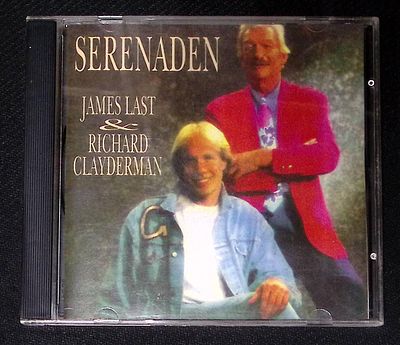 SERENADEN
JAMES LAST
&
RICHARD
CLAYDERMAN